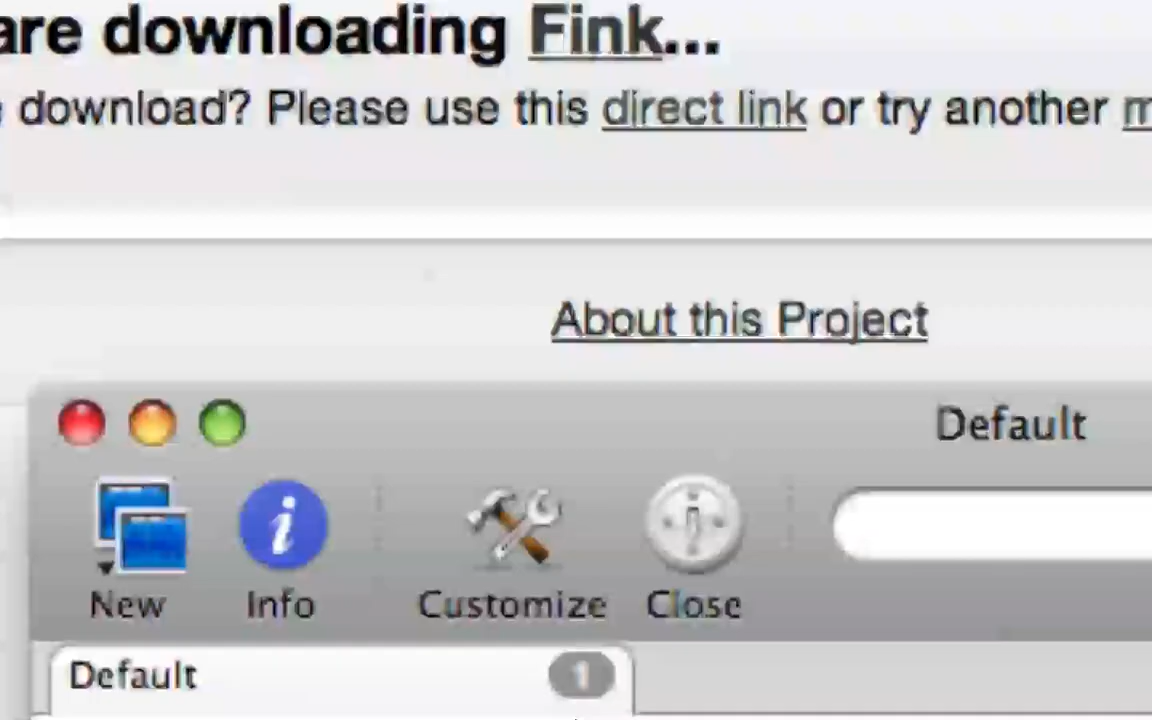 are downloading Fink...
download? Please use this direct link or try another
About this Project
Default
New Info Customize Close
Default 1